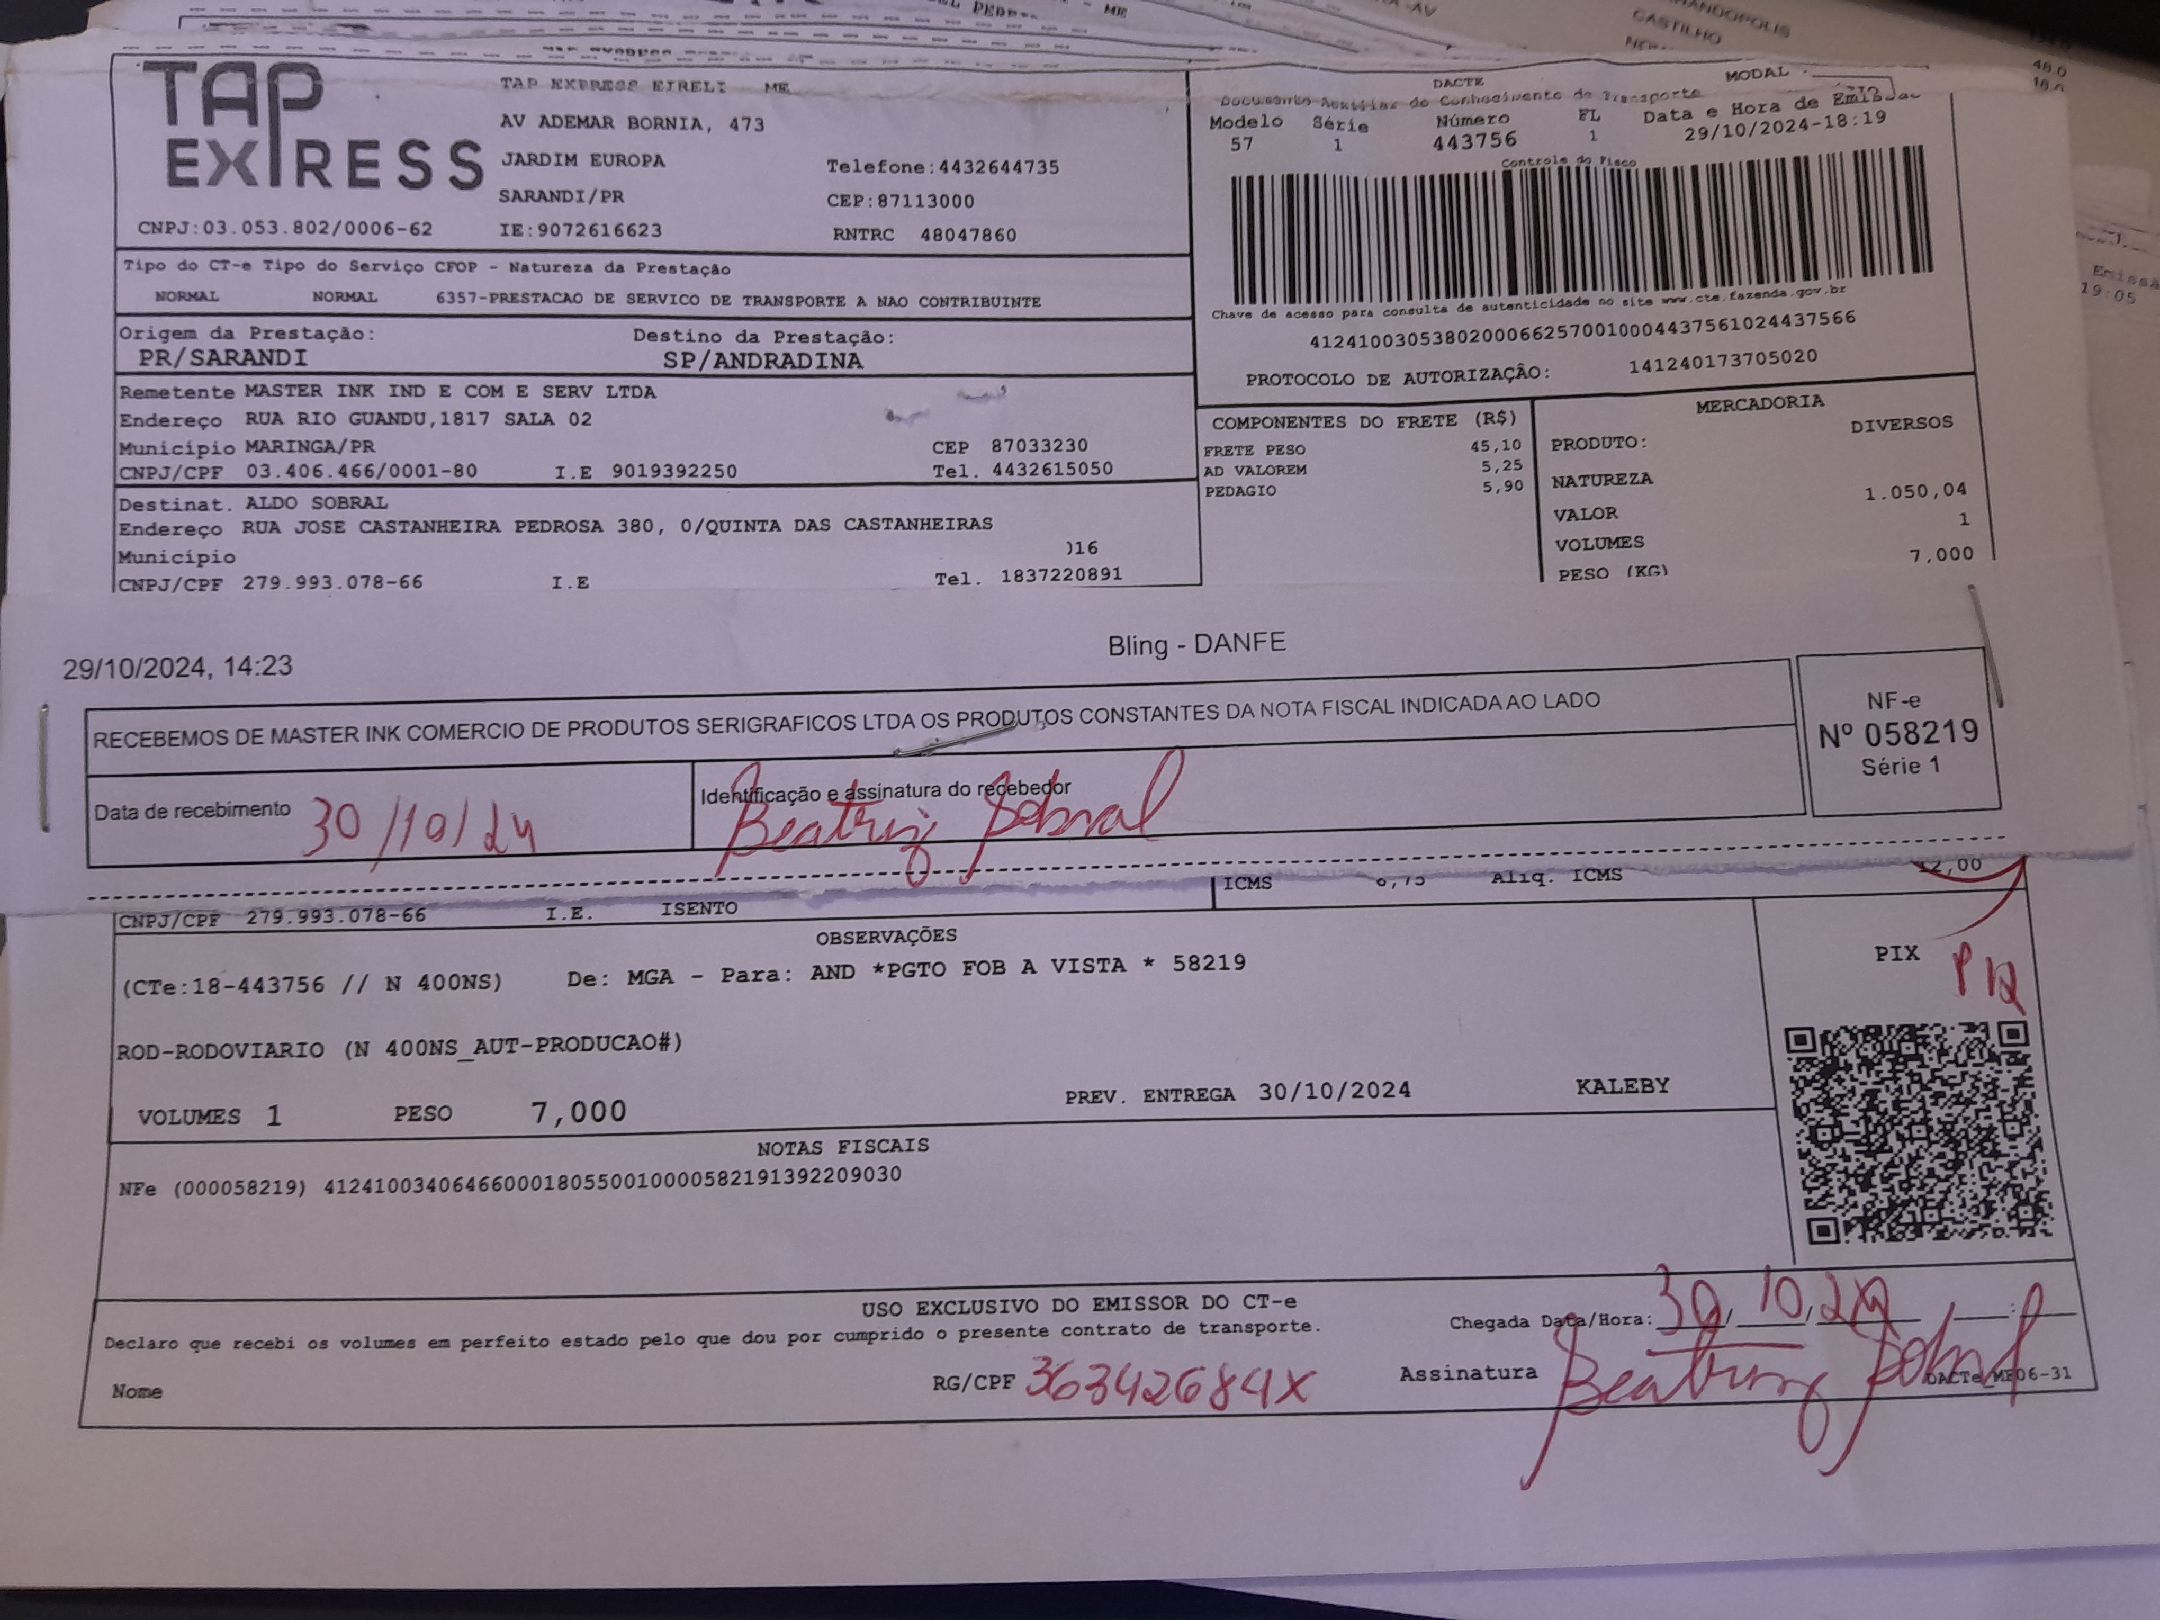 TAP EXPRESS
TAP EXPRESS EIRELI ME
AV ADEMAR BORNIA, 473
JARDIM EUROPA
Telefone:4432644735
SARANDI/PR
CEP:87113000
CNPJ:03.053.802/0006-62
IE:9072616623
RNTRC 48047860
DACTE
MODAL
Documento Auxiliar do Conhecimento de Transporte
Modelo Série Número FL Data e Hora de Emissão
57 1 443756 1 29/10/2024-18:19
Controle do Fisco
Chave de acesso para consulta de autenticidade no site www.cte.fazenda.gov.br
41241003053802000662570010004437561024437566
PROTOCOLO DE AUTORIZAÇÃO: 141240173705020
Tipo do CT-e Tipo do Serviço CFOP - Natureza da Prestação
NORMAL NORMAL 6357-PRESTACAO DE SERVICO DE TRANSPORTE A NAO CONTRIBUINTE
Origem da Prestação: Destino da Prestação:
PR/SARANDI SP/ANDRADINA
Remetente MASTER INK IND E COM E SERV LTDA
Endereço RUA RIO GUANDU,1817 SALA 02
Município MARINGA/PR CEP 87033230
CNPJ/CPF 03.406.466/0001-80 I.E 9019392250 Tel. 4432615050
Destinat. ALDO SOBRAL
Endereço RUA JOSE CASTANHEIRA PEDROSA 380, 0/QUINTA DAS CASTANHEIRAS
Município 016
CNPJ/CPF 279.993.078-66 I.E Tel. 1837220891
COMPONENTES DO FRETE (R$)
FRETE PESO 45,10
AD VALOREM 5,25
PEDAGIO 5,90
MERCADORIA
PRODUTO: DIVERSOS
NATUREZA
VALOR 1.050,04
VOLUMES 1
PESO (KG) 7,000
29/10/2024, 14:23
Bling - DANFE
RECEBEMOS DE MASTER INK COMERCIO DE PRODUTOS SERIGRAFICOS LTDA OS PRODUTOS CONSTANTES DA NOTA FISCAL INDICADA AO LADO
NF-e
Nº 058219
Série 1
Data de recebimento 30/10/24
Identificação e assinatura do recebedor
Beatriz Sobral
ICMS 6,75 Aliq. ICMS 12,00
CNPJ/CPF 279.993.078-66 I.E. ISENTO
OBSERVAÇÕES
(CTe:18-443756 // N 400NS) De: MGA - Para: AND *PGTO FOB A VISTA * 58219
PIX
ROD-RODOVIARIO (N 400NS_AUT-PRODUCAO#)
VOLUMES 1 PESO 7,000 PREV. ENTREGA 30/10/2024 KALEBY
NOTAS FISCAIS
NFe (000058219) 41241003406466000180550010000582191392209030
USO EXCLUSIVO DO EMISSOR DO CT-e
Declaro que recebi os volumes em perfeito estado pelo que dou por cumprido o presente contrato de transporte.
Chegada Data/Hora: 30/10/24
Nome RG/CPF 36342684X Assinatura Beatriz Sobral
DACTe_MF06-31